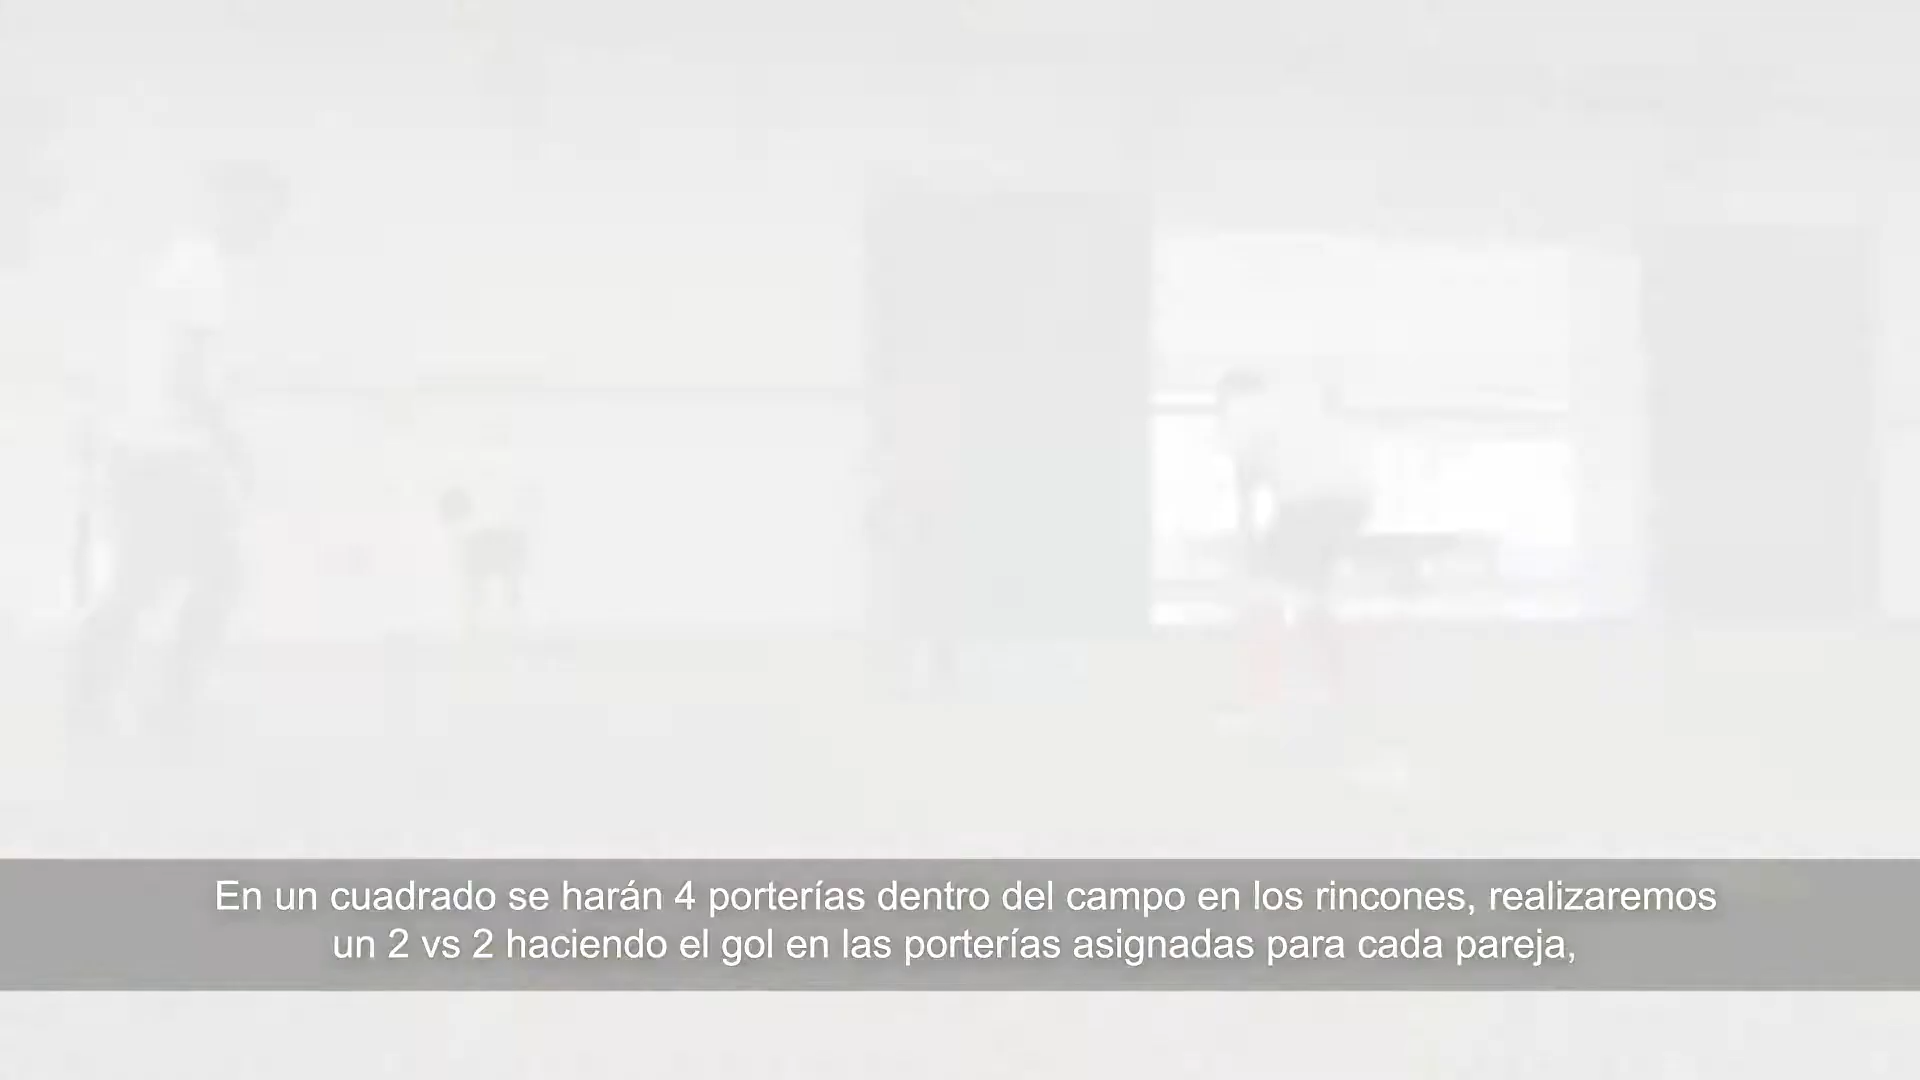 En un cuadrado se harán 4 porterías dentro del campo en los rincones, realizaremos
un 2 vs 2 haciendo el gol en las porterías asignadas para cada pareja,